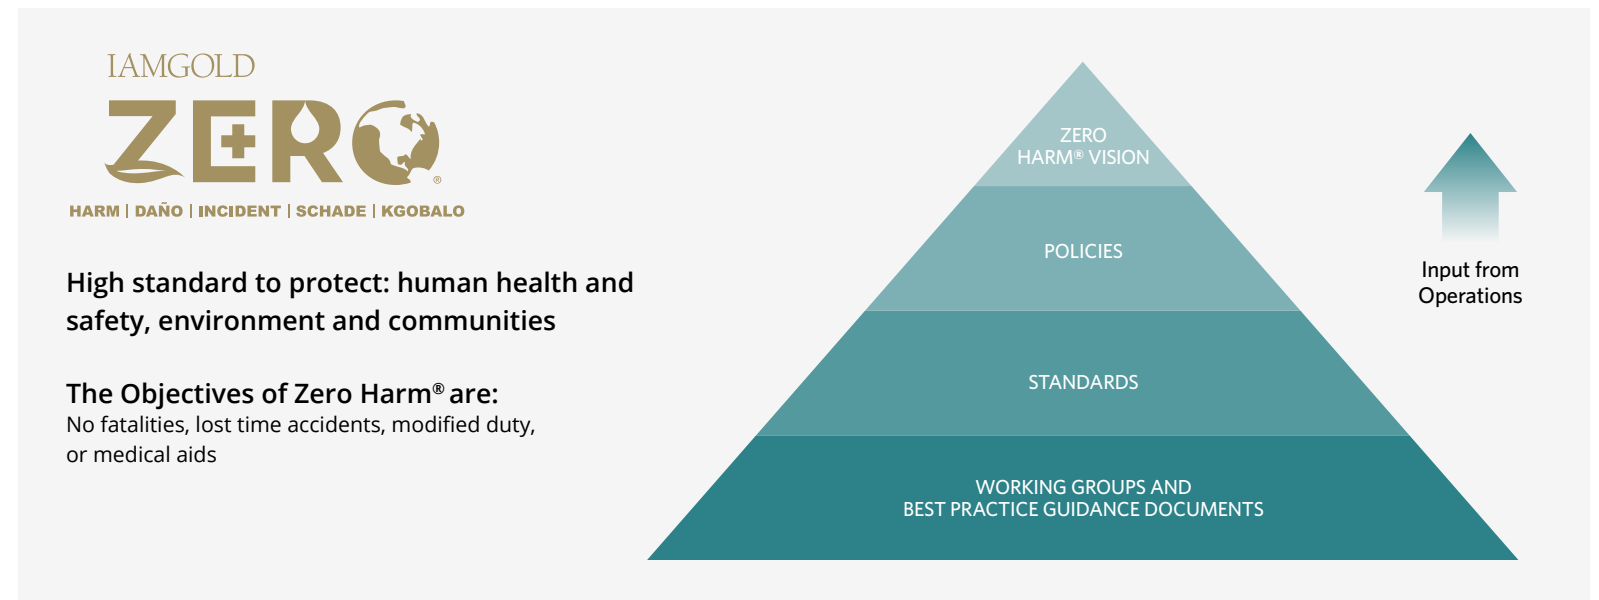 IAMGOLD
ZERO®
HARM | DAÑO | INCIDENT | SCHADE | KGOBALO
High standard to protect: human health and
safety, environment and communities
The Objectives of Zero Harm® are:
No fatalities, lost time accidents, modified duty,
or medical aids
ZERO
HARM® VISION
POLICIES
STANDARDS
WORKING GROUPS AND
BEST PRACTICE GUIDANCE DOCUMENTS
Input from
Operations